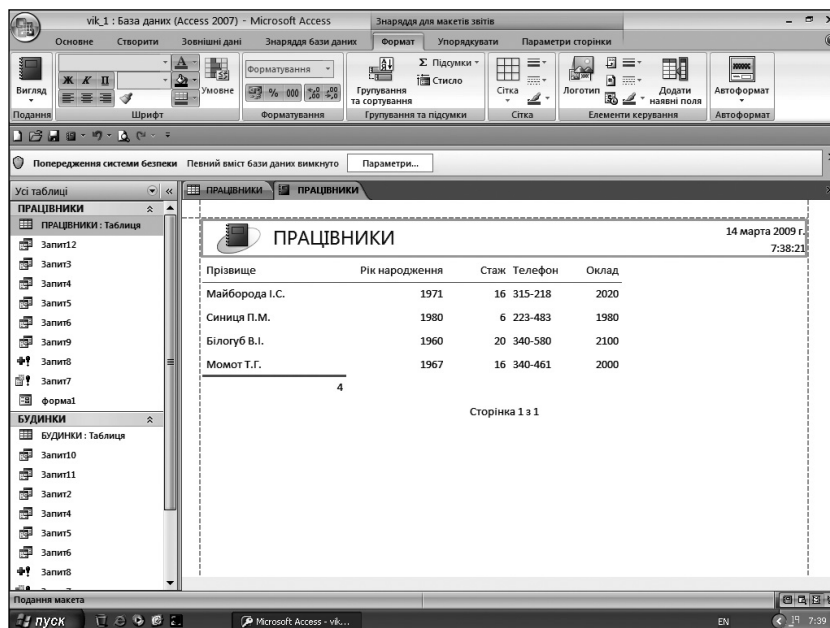 vik_1 : База даних (Access 2007) - Microsoft Access
Знаряддя для макетів звітів
Основне Створити Зовнішні дані Знаряддя бази даних Формат Упорядкувати Параметри сторінки
Вигляд
Подання
Ж К П
Шрифт
Умовне
Форматування
% 000
Форматування
Групування та сортування
Σ Підсумки
Стисло
Групування та підсумки
Сітка
Сітка
Логотип
Додати наявні поля
Елементи керування
Автоформат
Автоформат
Попередження системи безпеки Певний вміст бази даних вимкнуто Параметри...
Усі таблиці
ПРАЦІВНИКИ
ПРАЦІВНИКИ : Таблиця
Запит12
Запит3
Запит4
Запит5
Запит6
Запит9
Запит8
Запит7
форма1
БУДИНКИ
БУДИНКИ : Таблиця
Запит10
Запит11
Запит2
Запит4
Запит5
Запит6
Запит8
ПРАЦІВНИКИ ПРАЦІВНИКИ
ПРАЦІВНИКИ
14 марта 2009 г.
7:38:21
Прізвище Рік народження Стаж Телефон Оклад
Майборода І.С. 1971 16 315-218 2020
Синиця П.М. 1980 6 223-483 1980
Білогуб В.І. 1960 20 340-580 2100
Момот Т.Г. 1967 16 340-461 2000
4
Сторінка 1 з 1
Подання макета
пуск
Microsoft Access - vik...
EN
7:39